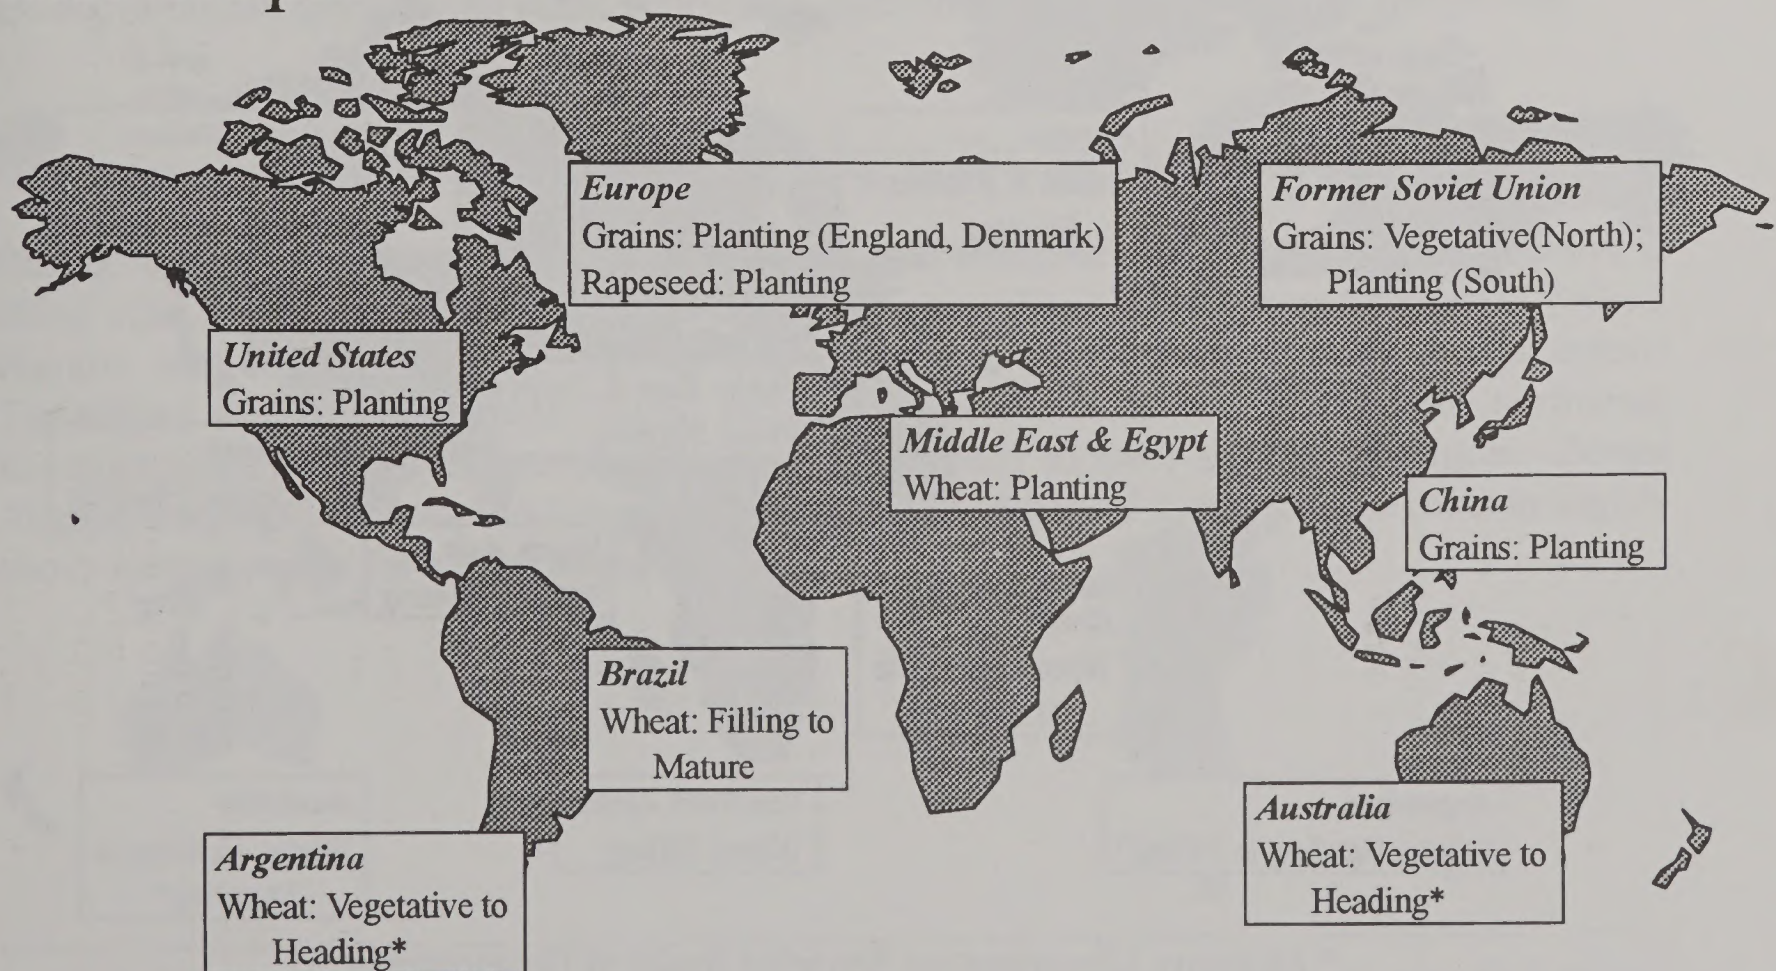 Europe
Grains: Planting (England, Denmark)
Rapeseed: Planting
Former Soviet Union
Grains: Vegetative(North);
Planting (South)
United States
Grains: Planting
Middle East & Egypt
Wheat: Planting
China
Grains: Planting
Brazil
Wheat: Filling to
Mature
Argentina
Wheat: Vegetative to
Heading*
Australia
Wheat: Vegetative to
Heading*